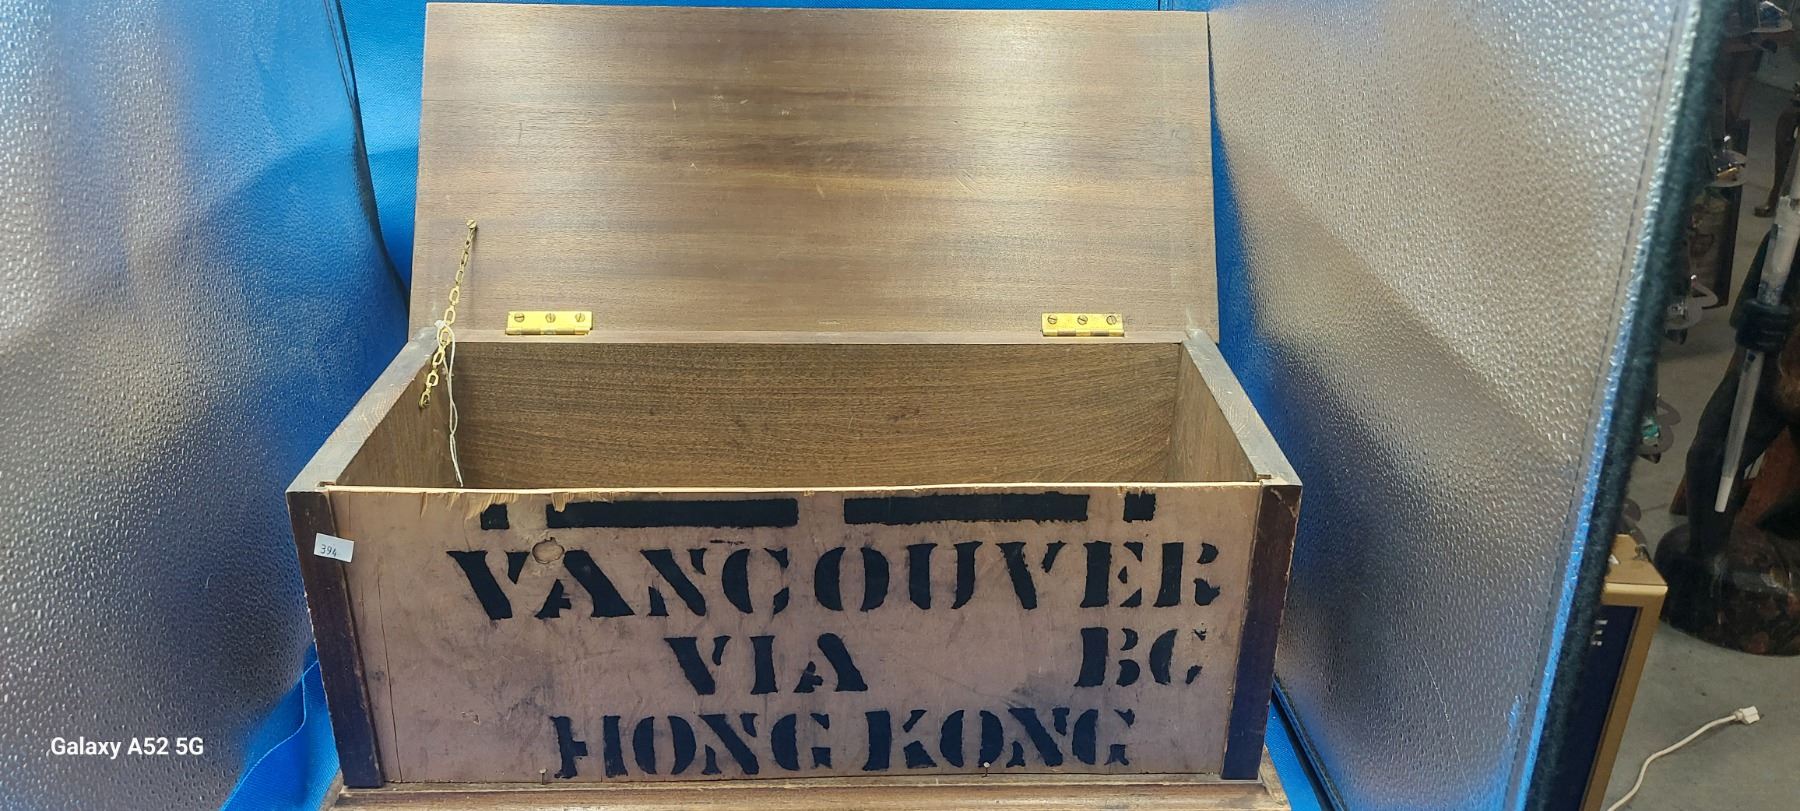 394
VANCOUVER
VIA BC
HONG KONG
E
Galaxy A52 5G